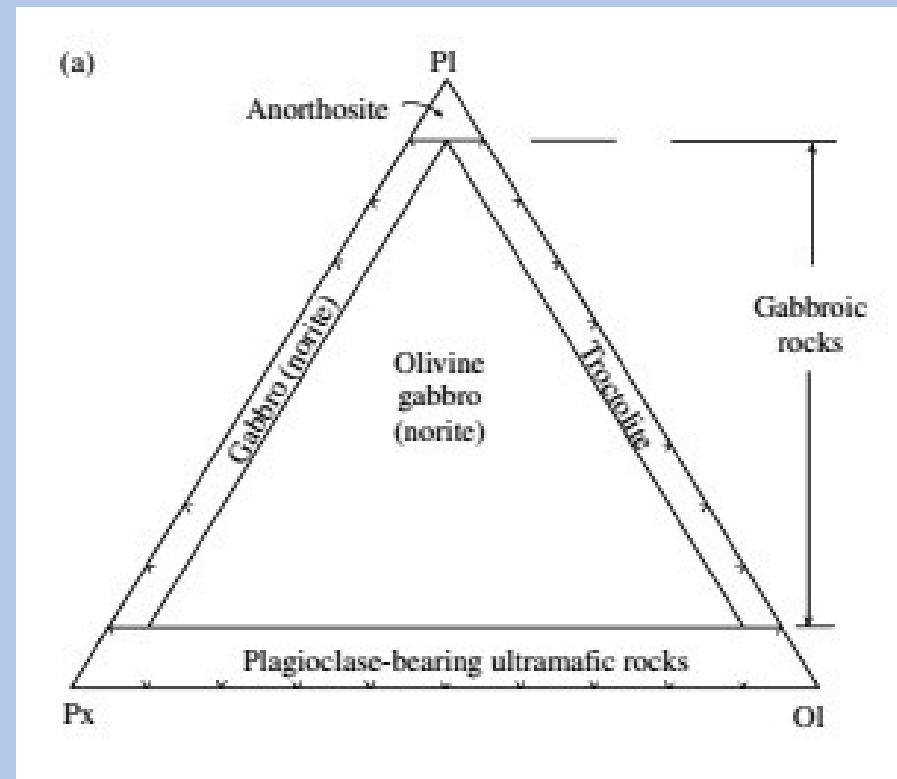 (a)
Pl
Anorthosite
Gabbroic
rocks
Gabbro (norite)
Olivine
gabbro
(norite)
Troctolite
Plagioclase-bearing ultramafic rocks
Px
Ol